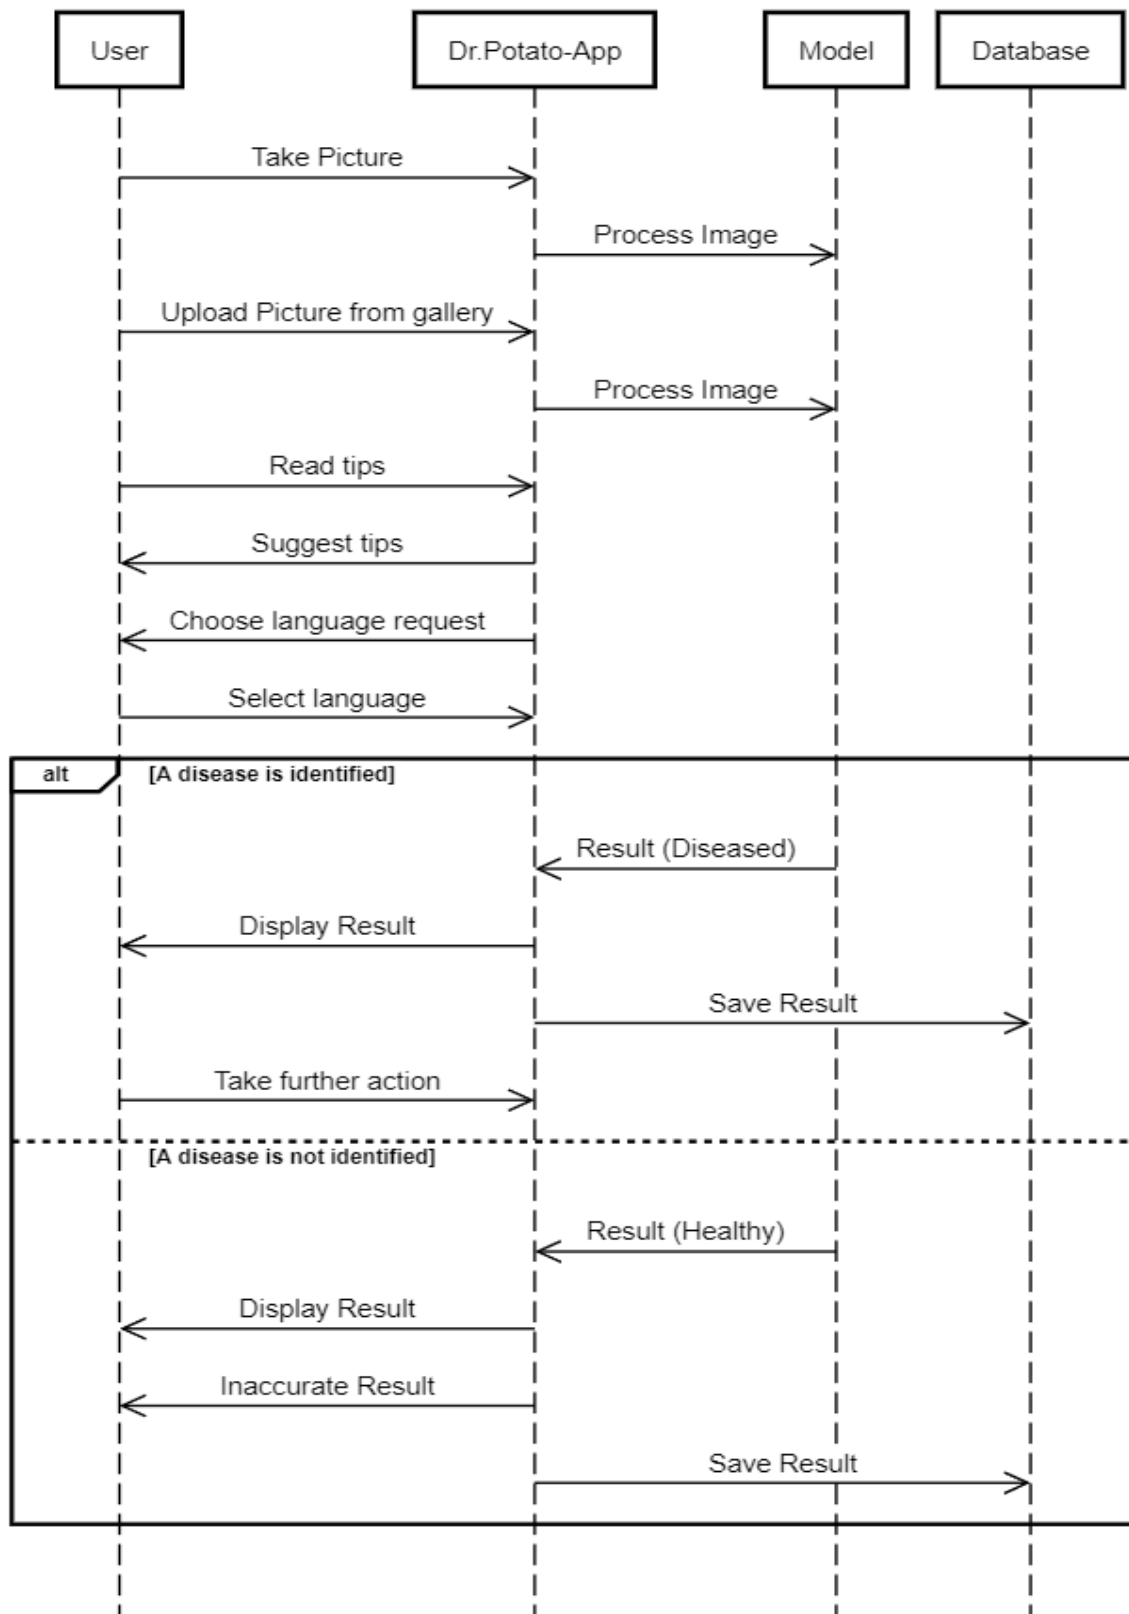 User
Dr.Potato-App
Model
Database
Take Picture
Process Image
Upload Picture from gallery
Process Image
Read tips
Suggest tips
Choose language request
Select language
alt
[A disease is identified]
Result (Diseased)
Display Result
Save Result
Take further action
[A disease is not identified]
Result (Healthy)
Display Result
Inaccurate Result
Save Result